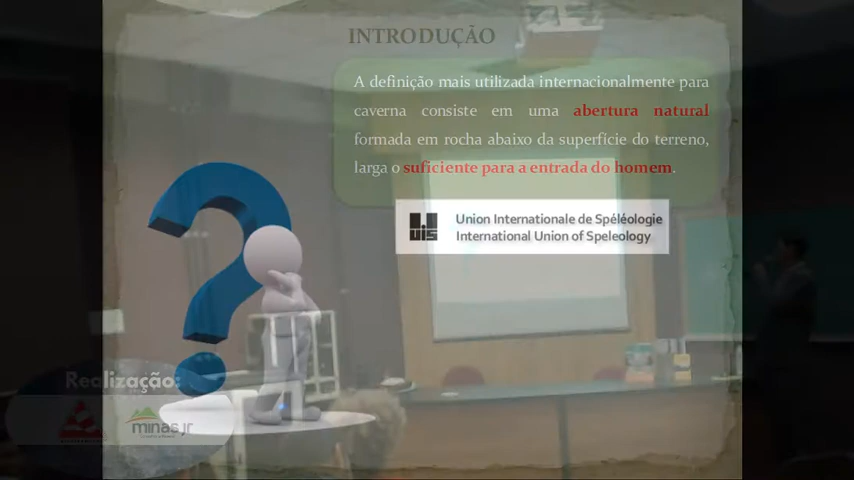 INTRODUÇÃO
A definição mais utilizada internacionalmente para
caverna consiste em uma abertura natural
formada em rocha abaixo da superfície do terreno,
larga o suficiente para a entrada do homem.
uis
Union Internationale de Spéléologie
International Union of Speleology
Realização:
minas jr